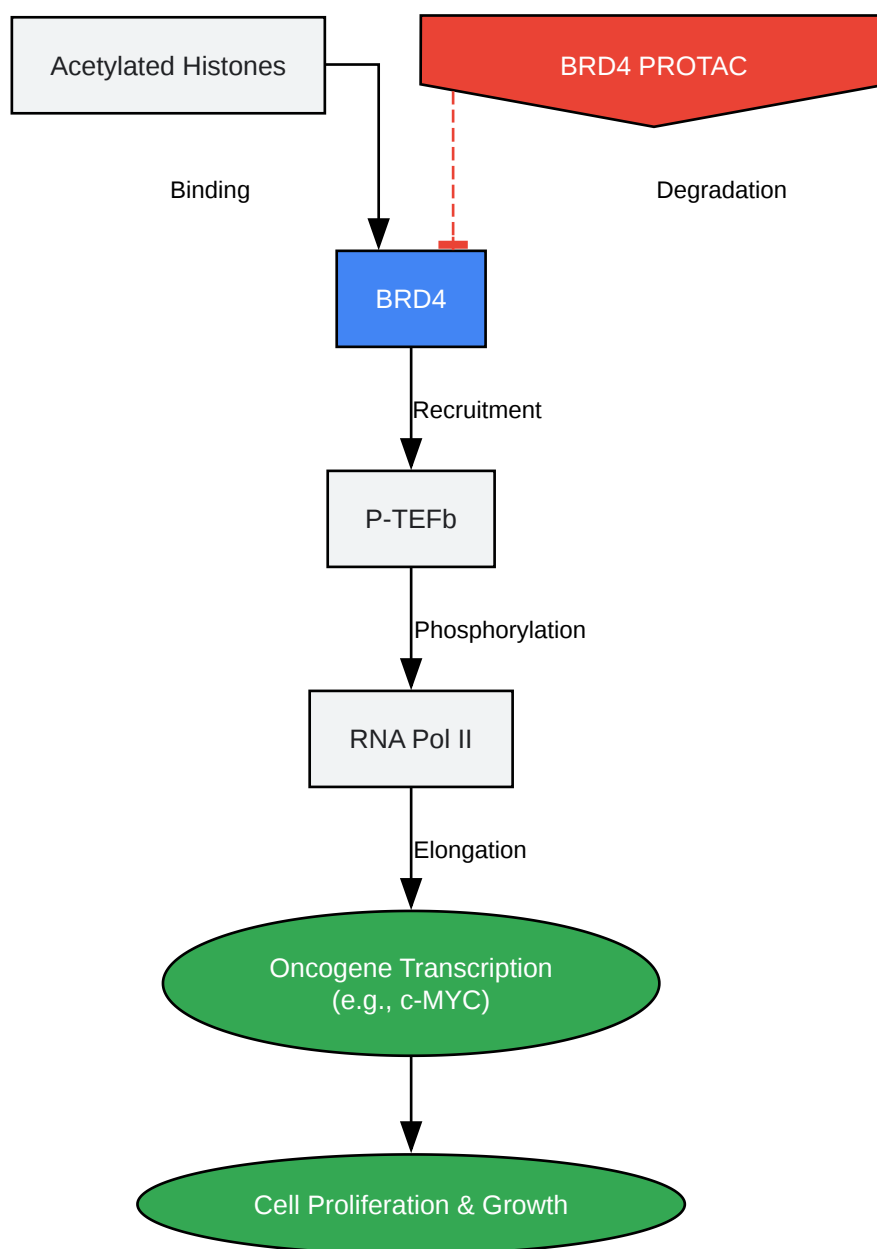 Acetylated Histones
BRD4 PROTAC
Binding
Degradation
BRD4
Recruitment
P-TEFb
Phosphorylation
RNA Pol II
Elongation
Oncogene Transcription
(e.g., c-MYC)
Cell Proliferation & Growth